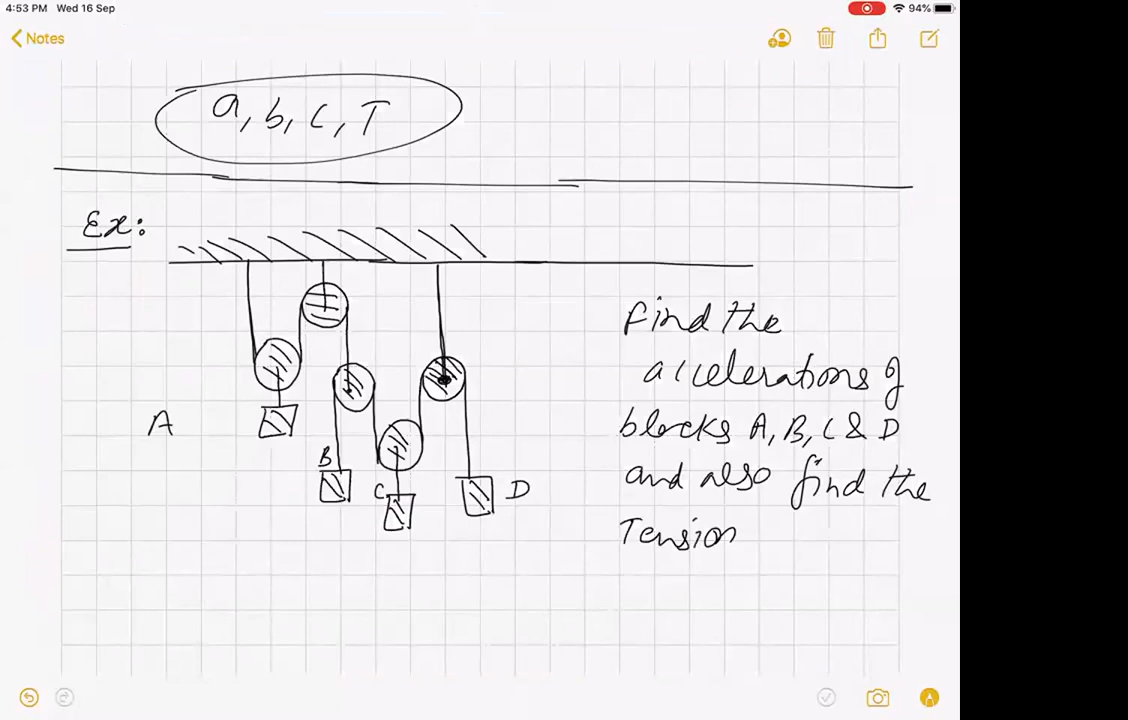 4:53 PM Wed 16 Sep
94%
Notes
a, b, c, T
Ex:
find the
accelerations of
blocks A, B, C & D
and also find the
Tension
A
B
C
D